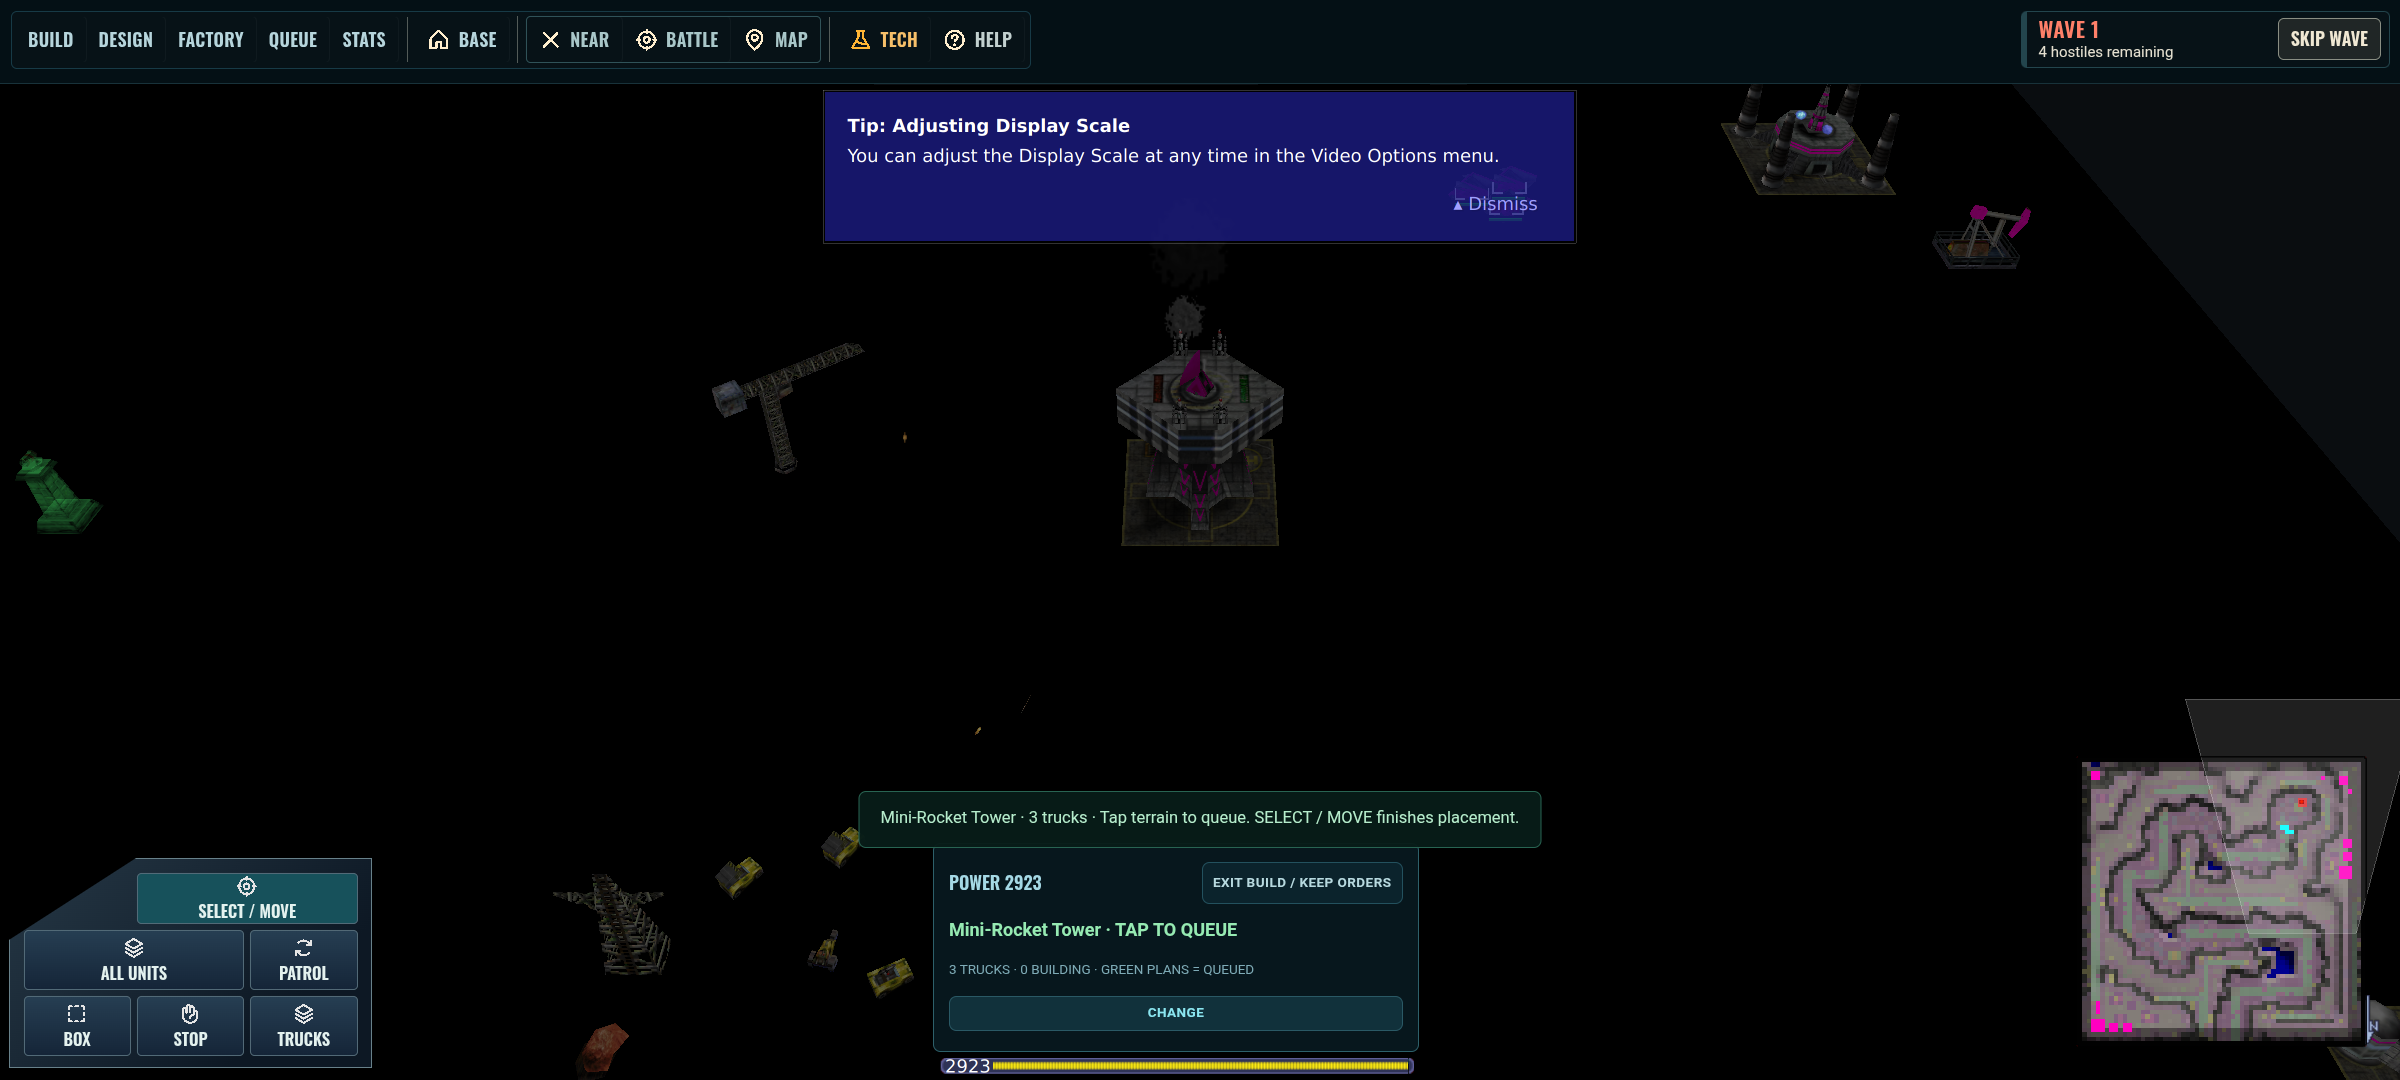 BUILD
DESIGN
FACTORY
QUEUE
STATS
BASE
NEAR
BATTLE
MAP
TECH
HELP
WAVE 1
4 hostiles remaining
SKIP WAVE
Tip: Adjusting Display Scale
You can adjust the Display Scale at any time in the Video Options menu.
▲ Dismiss
Mini-Rocket Tower · 3 trucks · Tap terrain to queue. SELECT / MOVE finishes placement.
POWER 2923
EXIT BUILD / KEEP ORDERS
Mini-Rocket Tower · TAP TO QUEUE
3 TRUCKS · 0 BUILDING · GREEN PLANS = QUEUED
CHANGE
2923
SELECT / MOVE
ALL UNITS
PATROL
BOX
STOP
TRUCKS
N